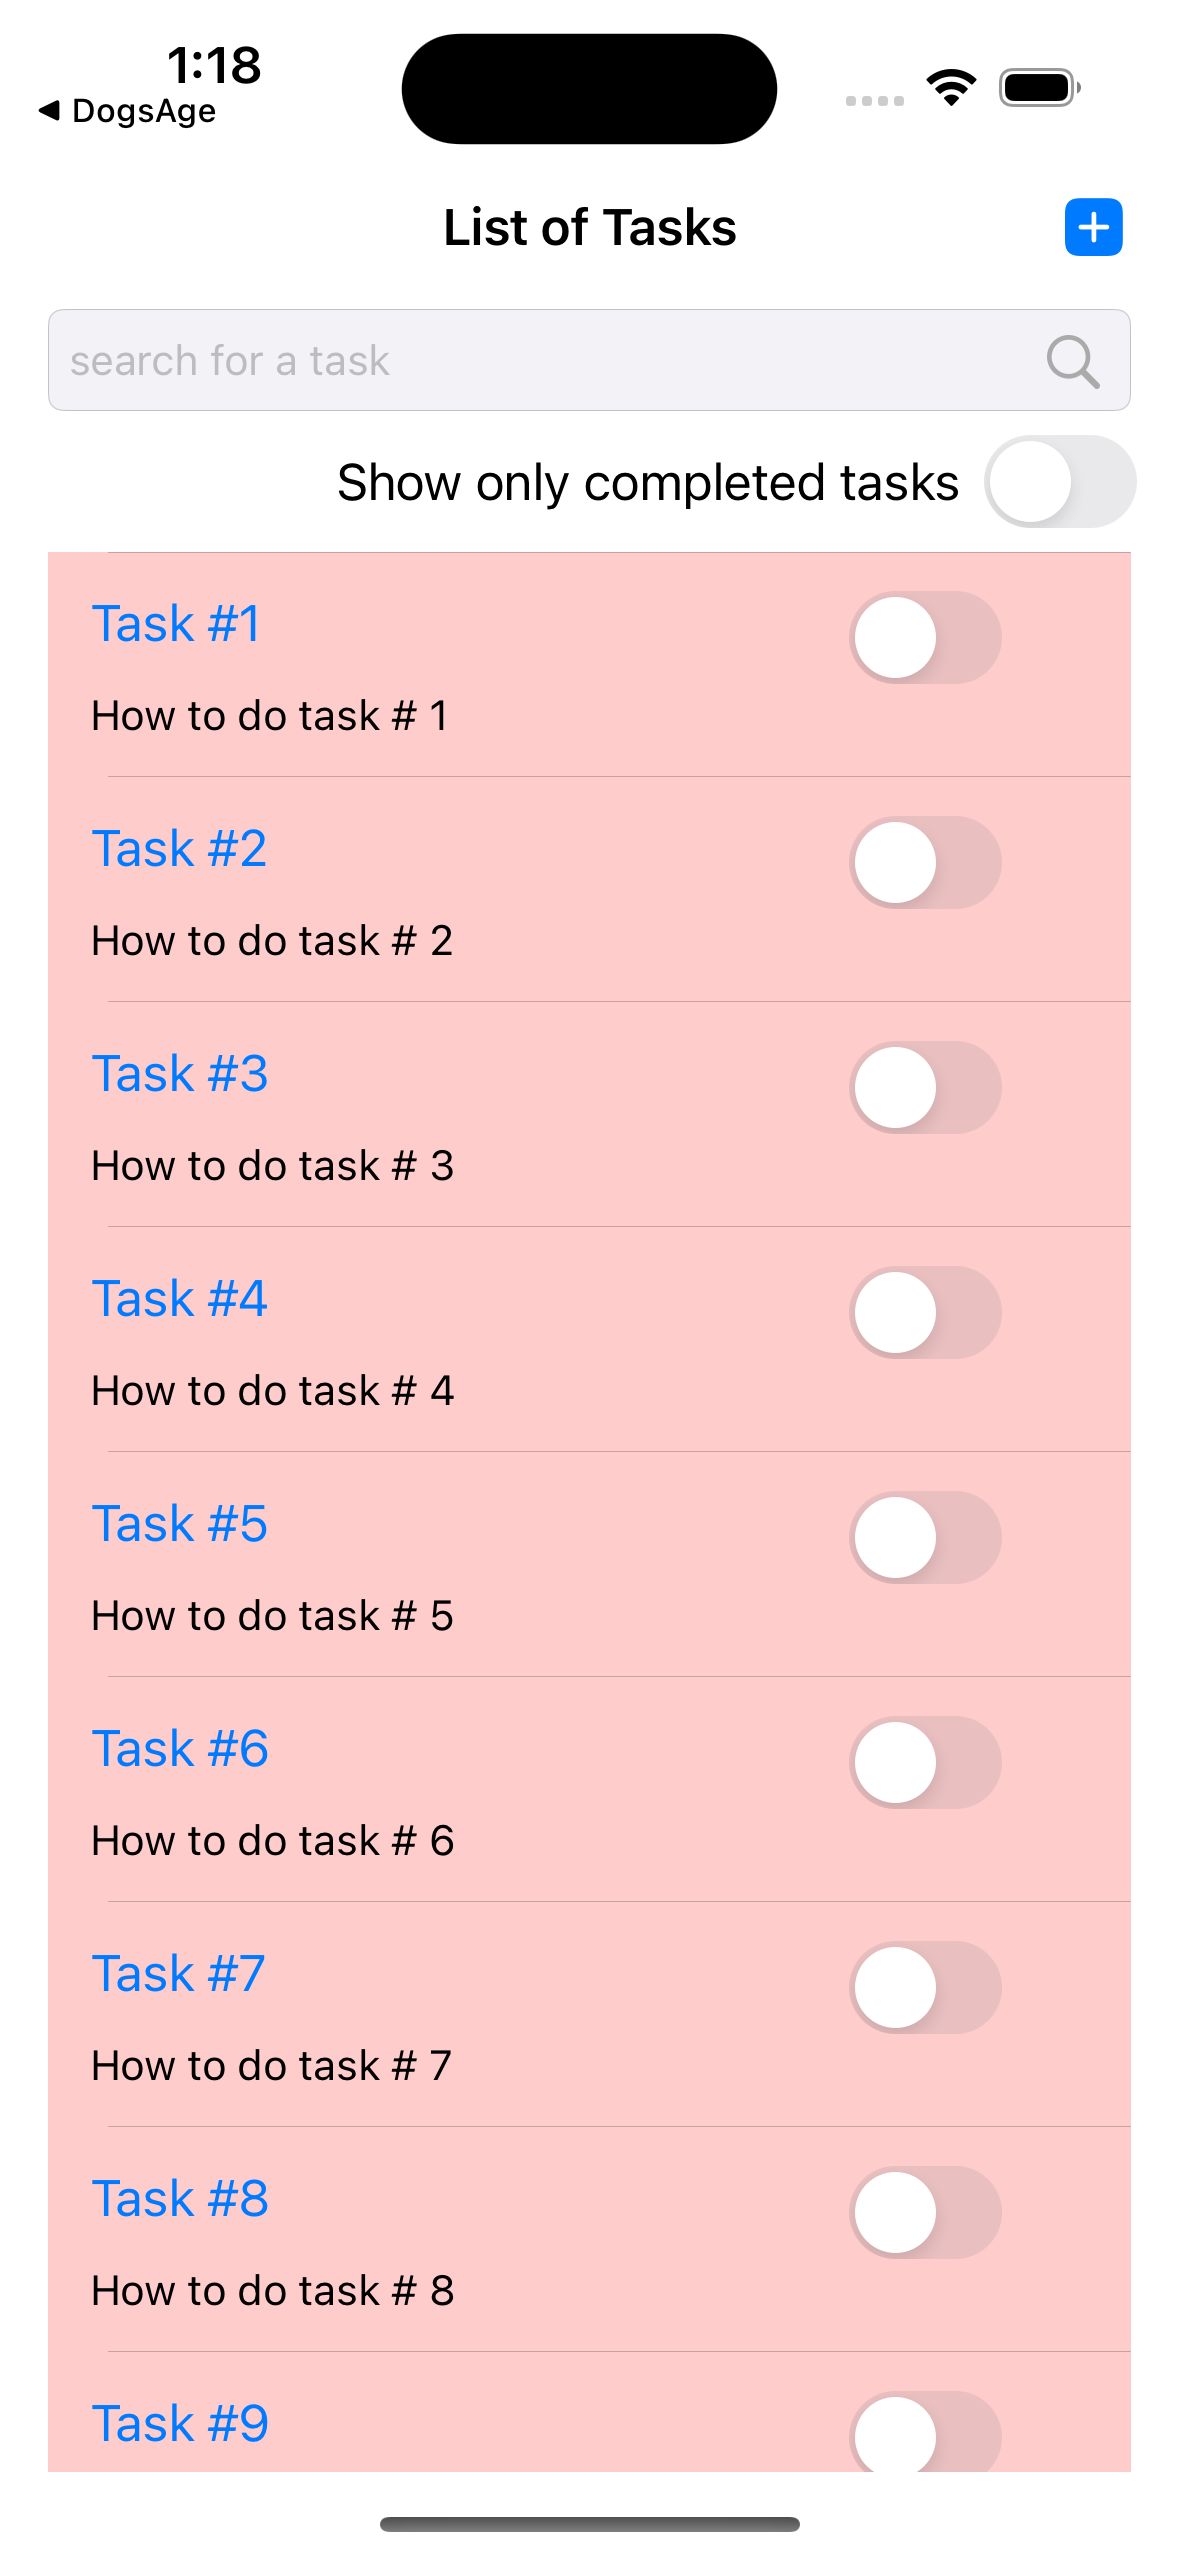 1:18
DogsAge
List of Tasks
search for a task
Show only completed tasks
Task #1
How to do task # 1
Task #2
How to do task # 2
Task #3
How to do task # 3
Task #4
How to do task # 4
Task #5
How to do task # 5
Task #6
How to do task # 6
Task #7
How to do task # 7
Task #8
How to do task # 8
Task #9